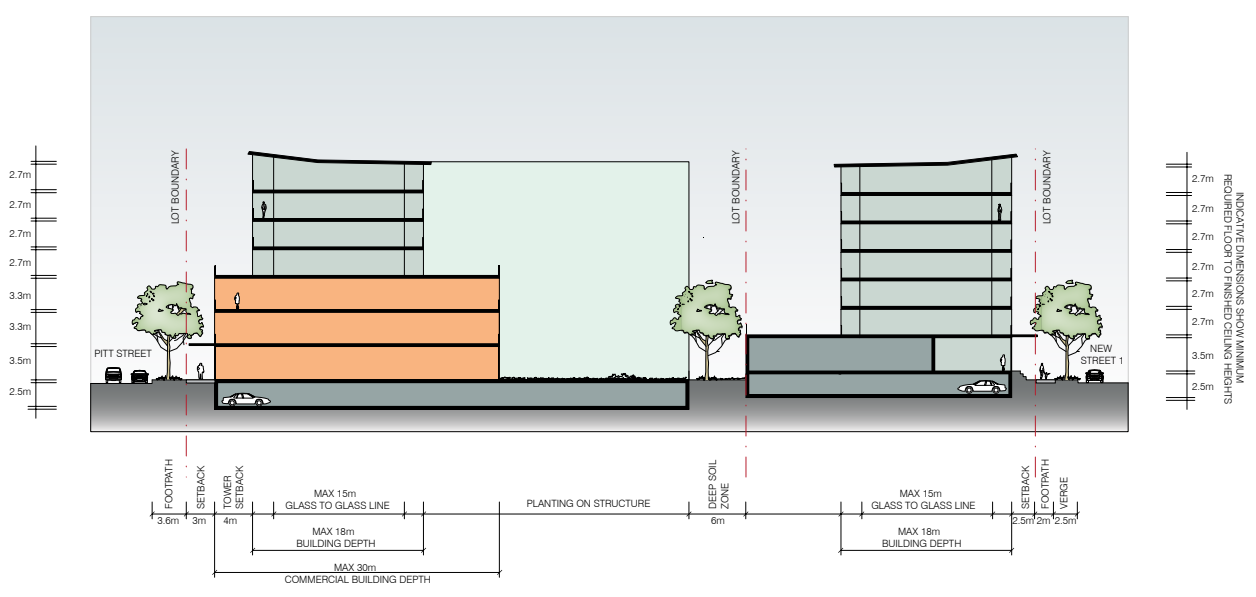 2.7m
2.7m
2.7m
2.7m
3.3m
3.3m
3.5m
2.5m
LOT BOUNDARY
LOT BOUNDARY
LOT BOUNDARY
PITT STREET
NEW
STREET 1
2.7m
2.7m
2.7m
2.7m
2.7m
2.7m
3.5m
2.5m
INDICATIVE DIMENSIONS SHOW MINIMUM
REQUIRED FLOOR TO FINISHED CEILING HEIGHTS
FOOTPATH
3.6m
SETBACK
3m
TOWER
SETBACK
4m
MAX 15m
GLASS TO GLASS LINE
PLANTING ON STRUCTURE
DEEP SOIL
ZONE
6m
MAX 15m
GLASS TO GLASS LINE
SETBACK
2.5m
FOOTPATH
2m
VERGE
2.5m
MAX 18m
BUILDING DEPTH
MAX 18m
BUILDING DEPTH
MAX 30m
COMMERCIAL BUILDING DEPTH